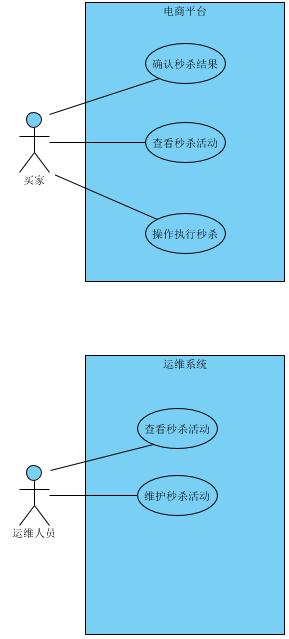 电商平台
确认秒杀结果
查看秒杀活动
买家
操作执行秒杀
运维系统
查看秒杀活动
维护秒杀活动
运维人员